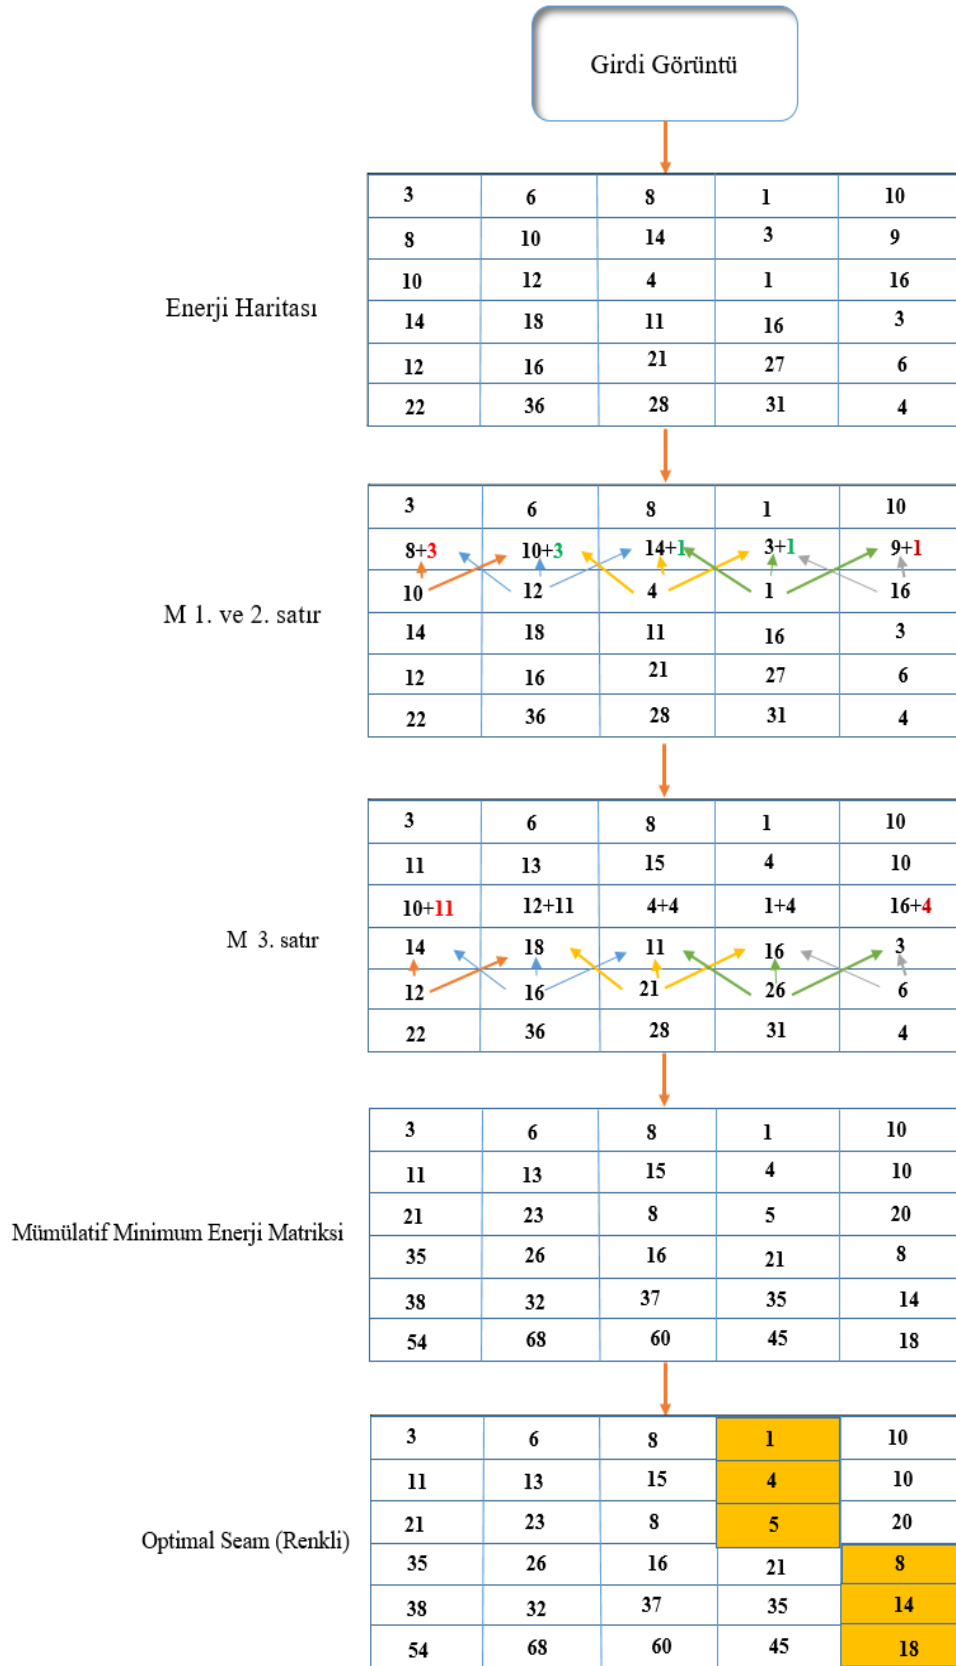 Girdi Görüntü
3 6 8 1 10
8 10 14 3 9
10 12 4 1 16
Enerji Haritası
14 18 11 16 3
12 16 21 27 6
22 36 28 31 4
3 6 8 1 10
8+3 10+3 14+1 3+1 9+1
10 12 4 1 16
M 1. ve 2. satır
14 18 11 16 3
12 16 21 27 6
22 36 28 31 4
3 6 8 1 10
11 13 15 4 10
10+11 12+11 4+4 1+4 16+4
M 3. satır
14 18 11 16 3
12 16 21 26 6
22 36 28 31 4
3 6 8 1 10
11 13 15 4 10
21 23 8 5 20
Mümülatif Minimum Enerji Matriksi
35 26 16 21 8
38 32 37 35 14
54 68 60 45 18
3 6 8 1 10
11 13 15 4 10
21 23 8 5 20
Optimal Seam (Renkli)
35 26 16 21 8
38 32 37 35 14
54 68 60 45 18